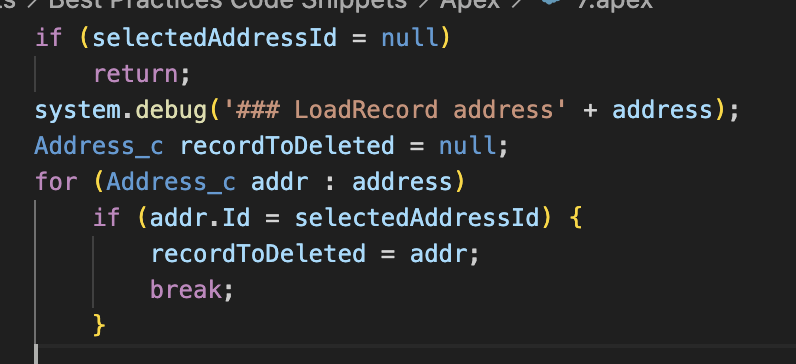 Best Practices Code Snippets > Apex > 7.apex
if (selectedAddressId = null)
return;
system.debug('### LoadRecord address' + address);
Address_c recordToDeleted = null;
for (Address_c addr : address)
if (addr.Id = selectedAddressId) {
recordToDeleted = addr;
break;
}